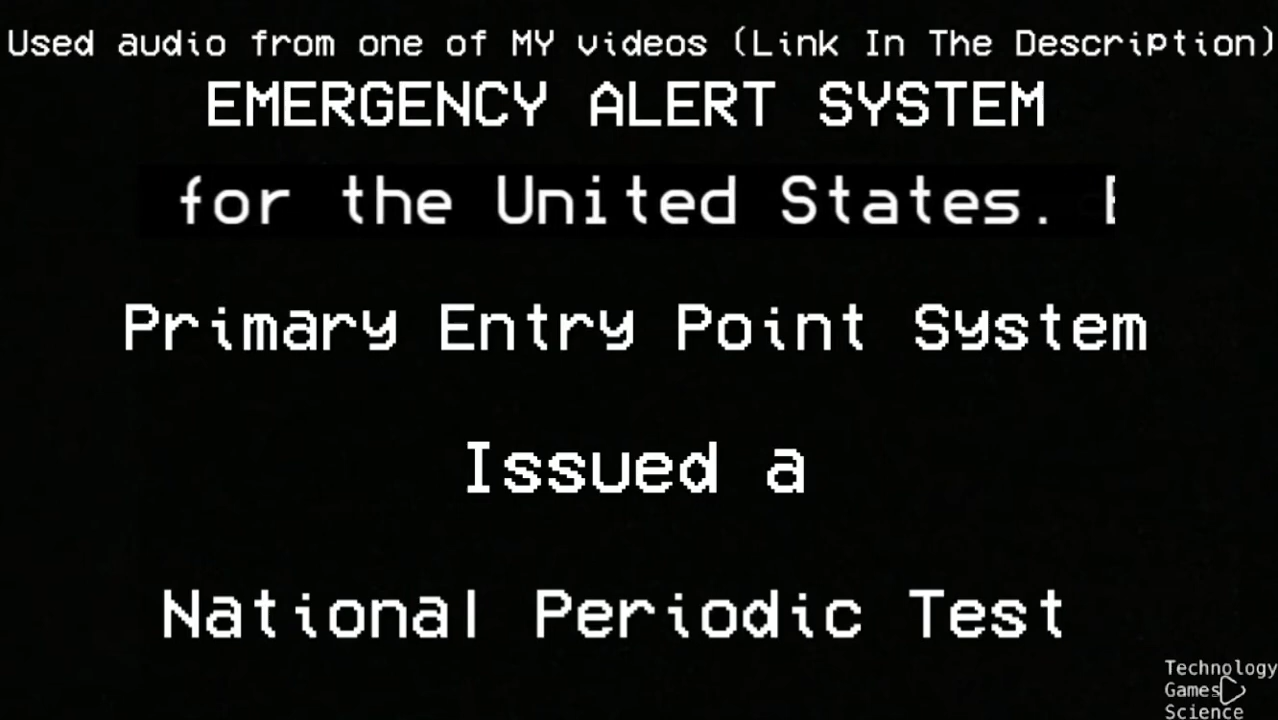 Used audio from one of MY videos (Link In The Description)
EMERGENCY ALERT SYSTEM
for the United States.
Primary Entry Point System
Issued a
National Periodic Test
Technology
Games
Science